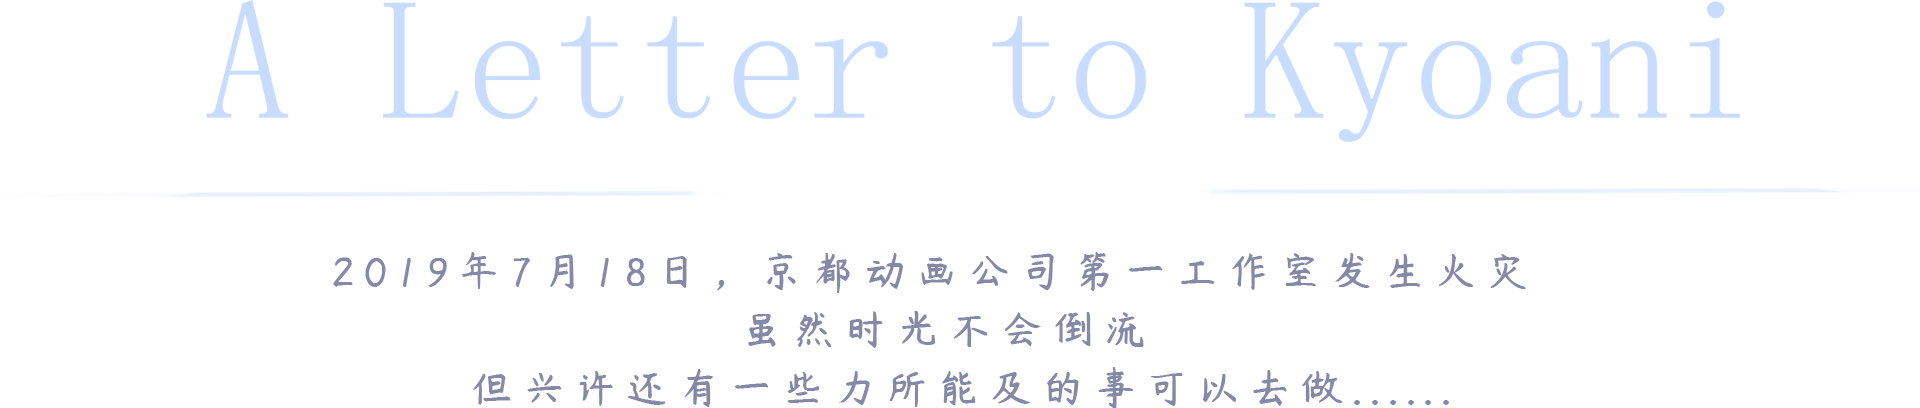 A Letter to Kyoani
2019年7月18日，京都动画公司第一工作室发生火灾
虽然时光不会倒流
但兴许还有一些力所能及的事可以去做......